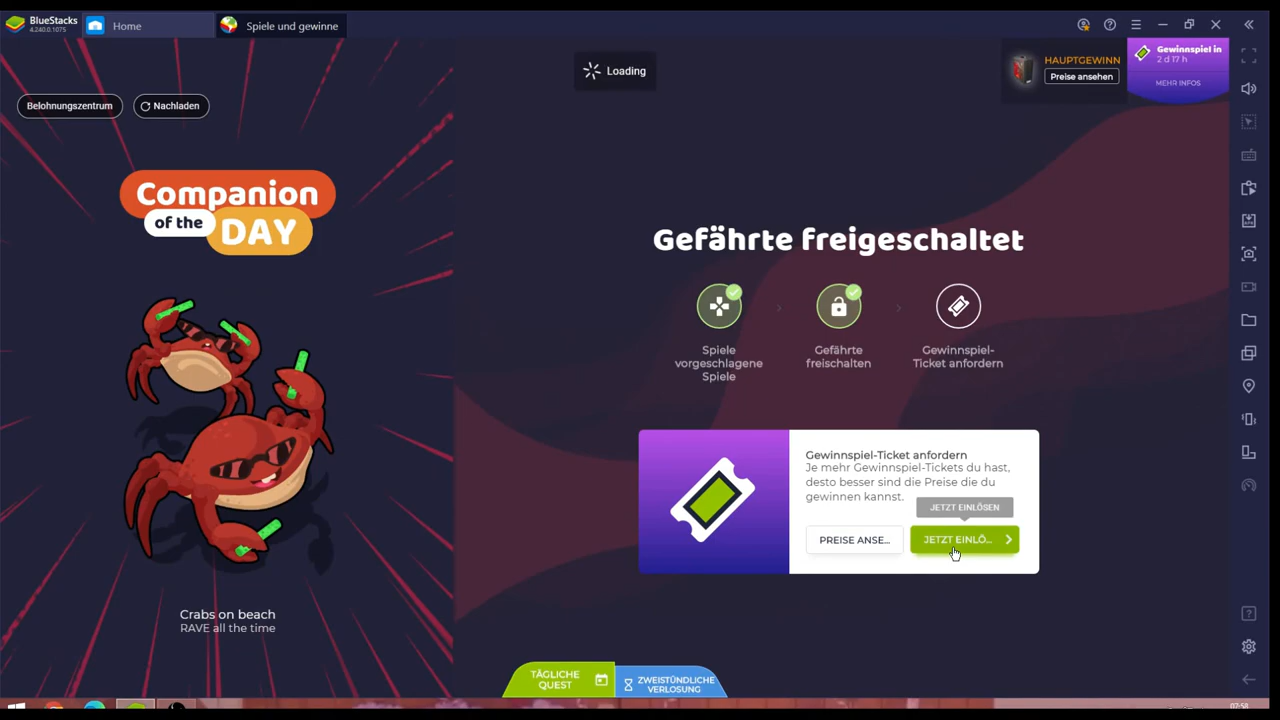 BlueStacks
4.240.0.1075
Home
Spiele und gewinne
Loading
HAUPTGEWINN
Preise ansehen
Gewinnspiel in
2 d 17 h
MEHR INFOS
Belohnungszentrum
Nachladen
Companion
of the
DAY
Gefährte freigeschaltet
Spiele
vorgeschlagene
Spiele
Gefährte
freischalten
Gewinnspiel-
Ticket anfordern
Gewinnspiel-Ticket anfordern
Je mehr Gewinnspiel-Tickets du hast,
desto besser sind die Preise die du
gewinnen kannst.
JETZT EINLÖSEN
PREISE ANSE...
JETZT EINLÖ...
Crabs on beach
RAVE all the time
TÄGLICHE
QUEST
ZWEISTÜNDLICHE
VERLOSUNG
07:58